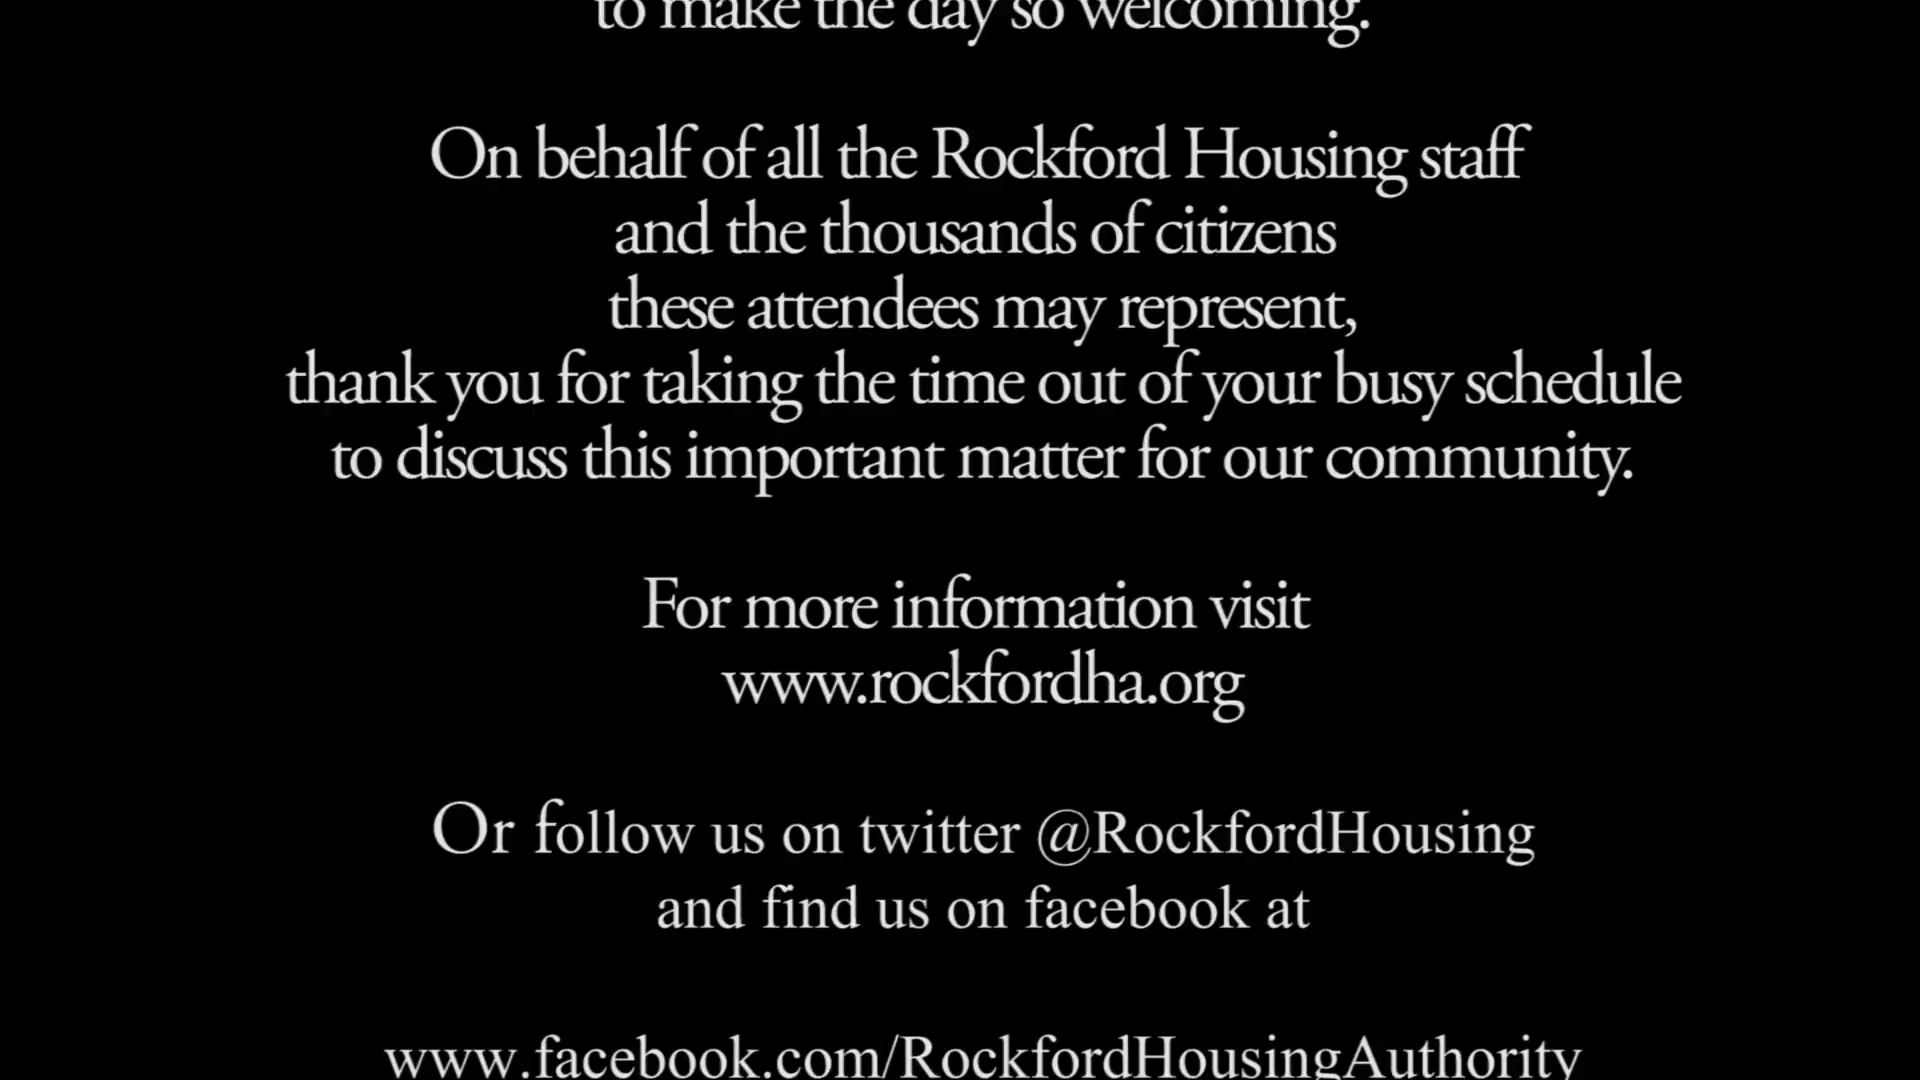 to make the day so welcoming.
On behalf of all the Rockford Housing staff
and the thousands of citizens
these attendees may represent,
thank you for taking the time out of your busy schedule
to discuss this important matter for our community.
For more information visit
www.rockfordha.org
Or follow us on twitter @RockfordHousing
and find us on facebook at
www.facebook.com/RockfordHousingAuthority